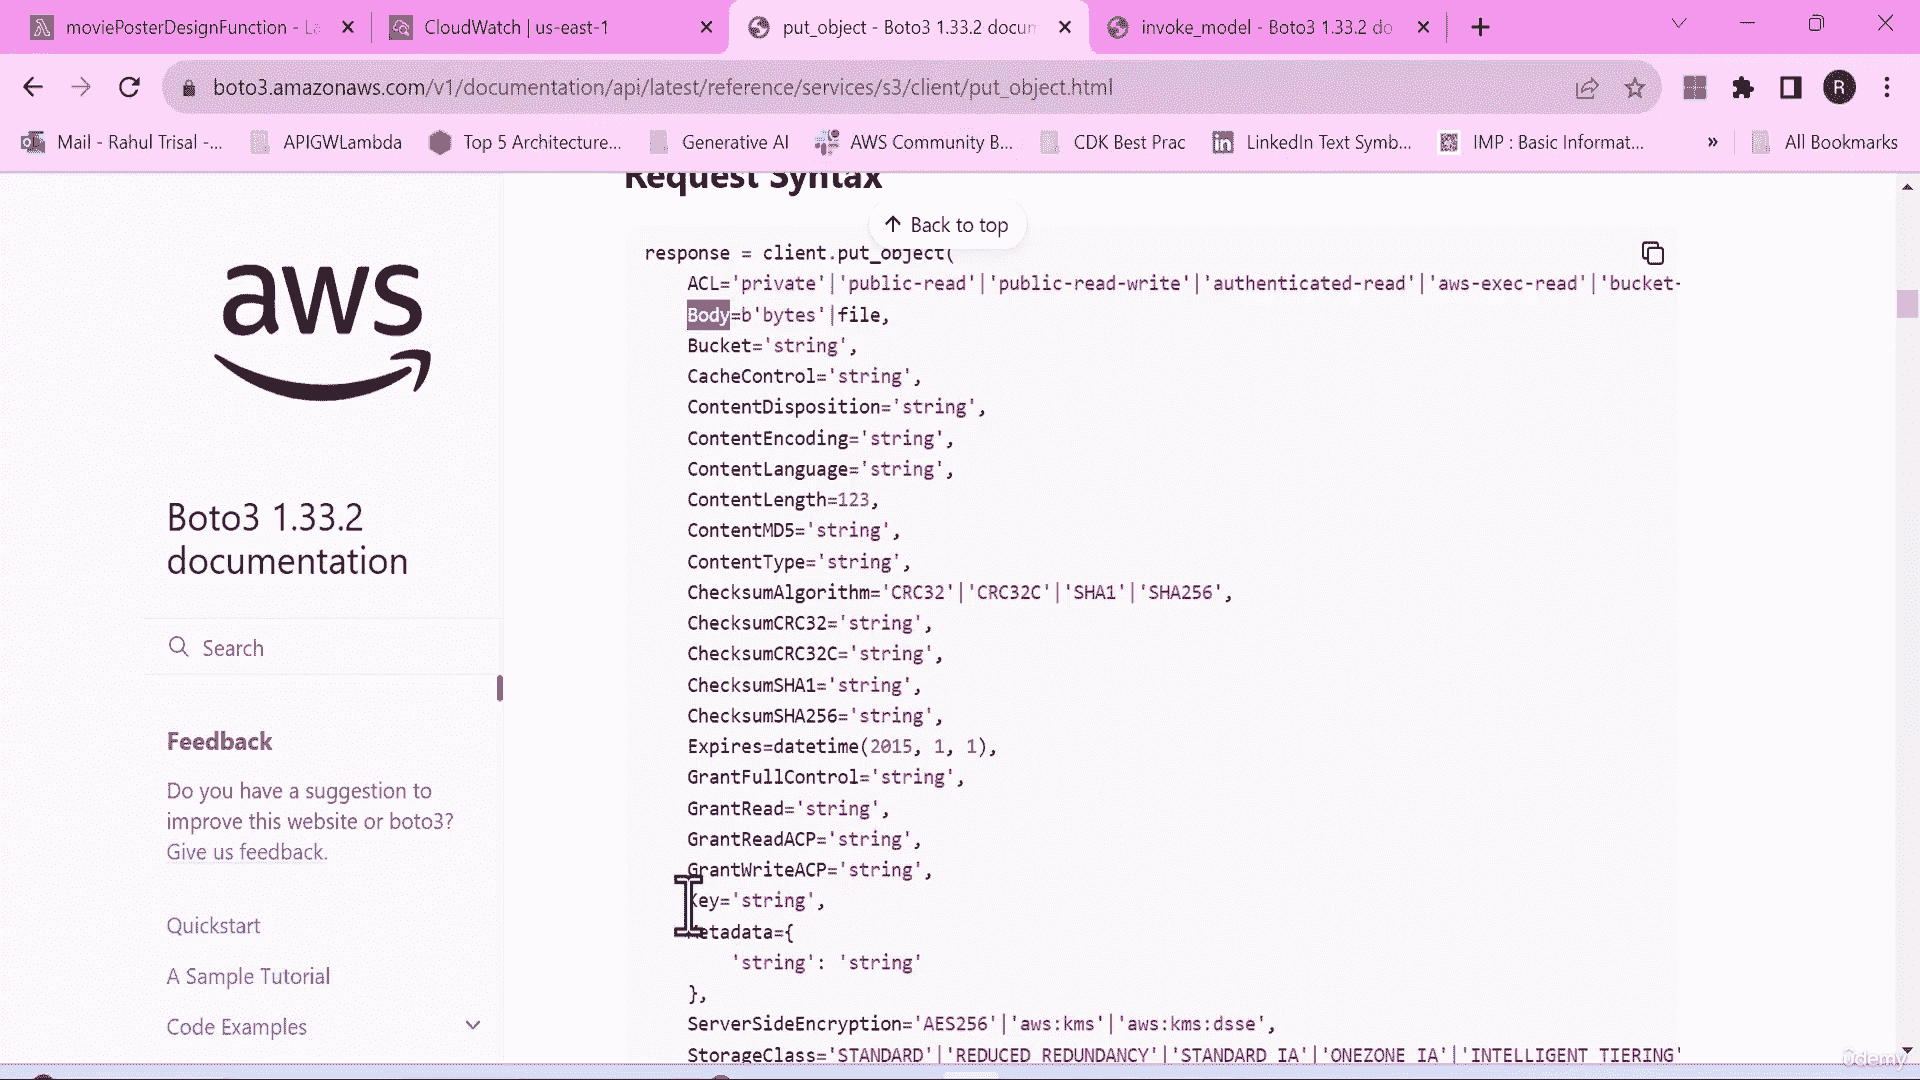 moviePosterDesignFunction - La
CloudWatch | us-east-1
put_object - Boto3 1.33.2 docum
invoke_model - Boto3 1.33.2 do
boto3.amazonaws.com/v1/documentation/api/latest/reference/services/s3/client/put_object.html
R
Mail - Rahul Trisal -...
APIGWLambda
Top 5 Architecture...
Generative AI
AWS Community B...
CDK Best Prac
LinkedIn Text Symb...
IMP : Basic Informat...
»
All Bookmarks
aws
Boto3 1.33.2
documentation
Search
Feedback
Do you have a suggestion to
improve this website or boto3?
Give us feedback.
Quickstart
A Sample Tutorial
Code Examples
Request Syntax
Back to top
response = client.put_object(
ACL='private'|'public-read'|'public-read-write'|'authenticated-read'|'aws-exec-read'|'bucket-
Body=b'bytes'|file,
Bucket='string',
CacheControl='string',
ContentDisposition='string',
ContentEncoding='string',
ContentLanguage='string',
ContentLength=123,
ContentMD5='string',
ContentType='string',
ChecksumAlgorithm='CRC32'|'CRC32C'|'SHA1'|'SHA256',
ChecksumCRC32='string',
ChecksumCRC32C='string',
ChecksumSHA1='string',
ChecksumSHA256='string',
Expires=datetime(2015, 1, 1),
GrantFullControl='string',
GrantRead='string',
GrantReadACP='string',
GrantWriteACP='string',
Key='string',
Metadata={
'string': 'string'
},
ServerSideEncryption='AES256'|'aws:kms'|'aws:kms:dsse',
StorageClass='STANDARD'|'REDUCED_REDUNDANCY'|'STANDARD_IA'|'ONEZONE_IA'|'INTELLIGENT_TIERING'
ûdemy